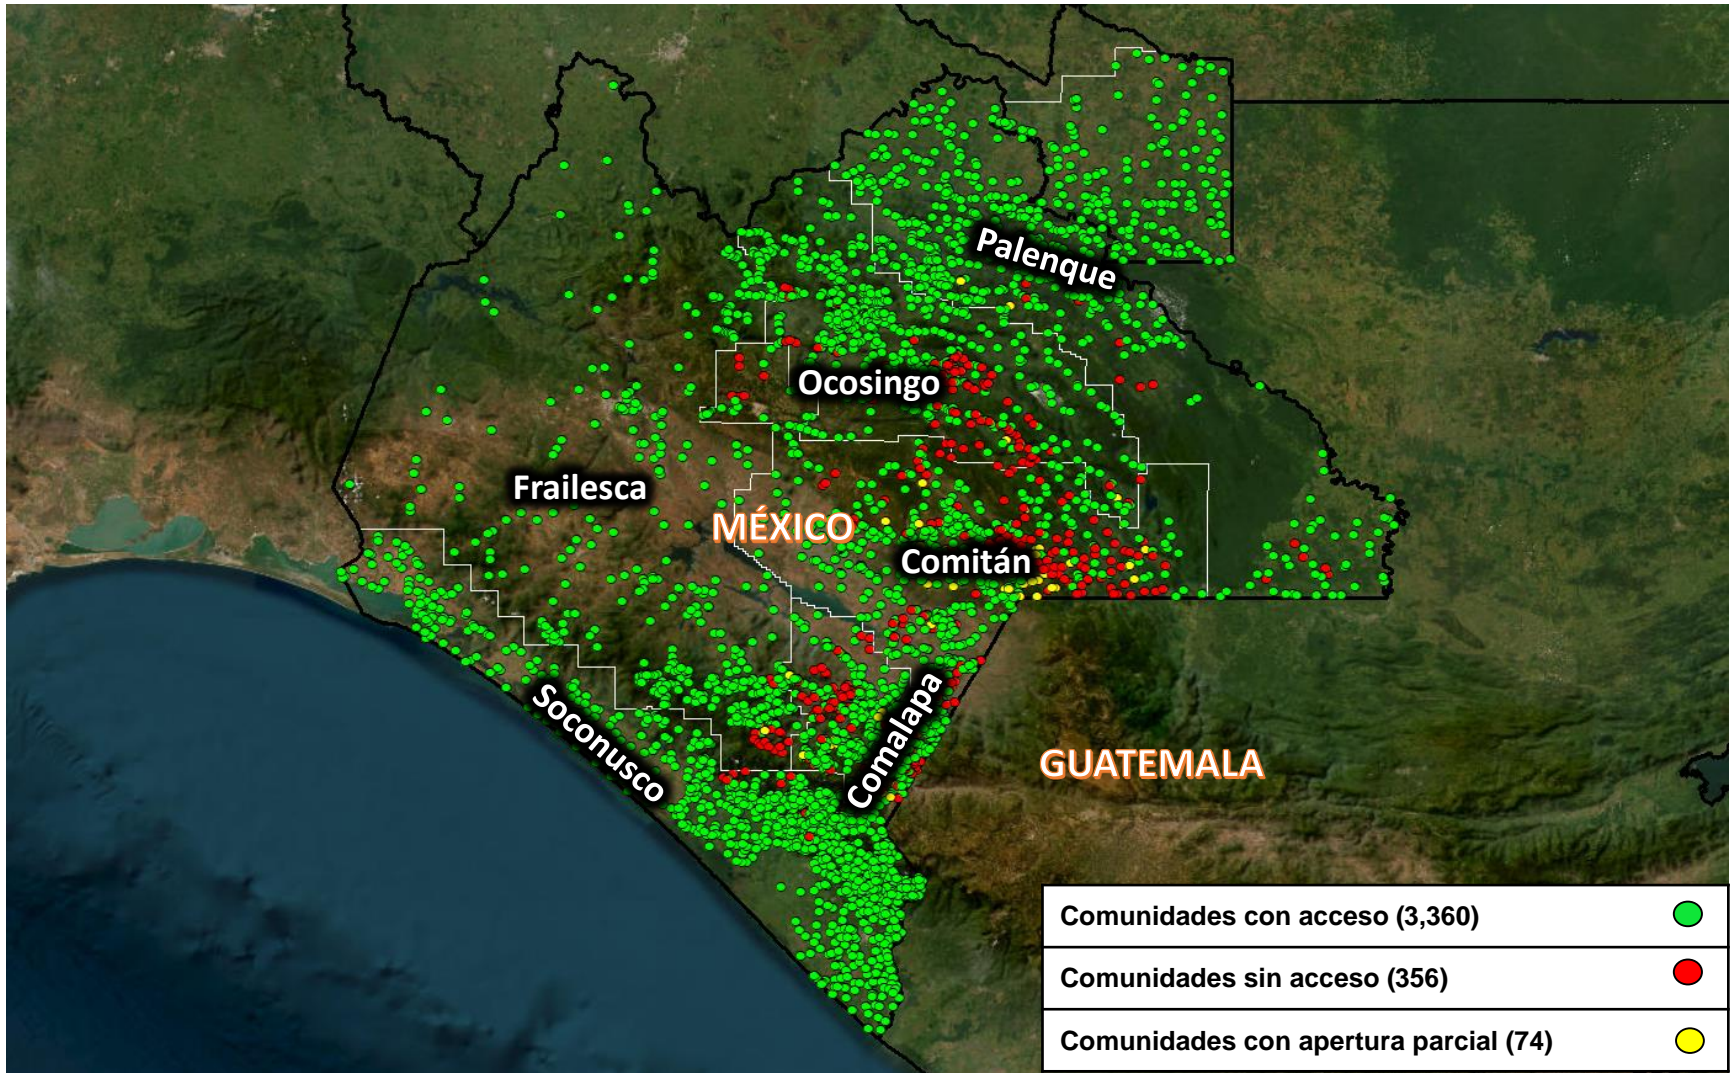 Palenque
Ocosingo
Frailesca
MÉXICO
Comitán
Soconusco
Comalapa
GUATEMALA
Comunidades con acceso (3,360)
Comunidades sin acceso (356)
Comunidades con apertura parcial (74)